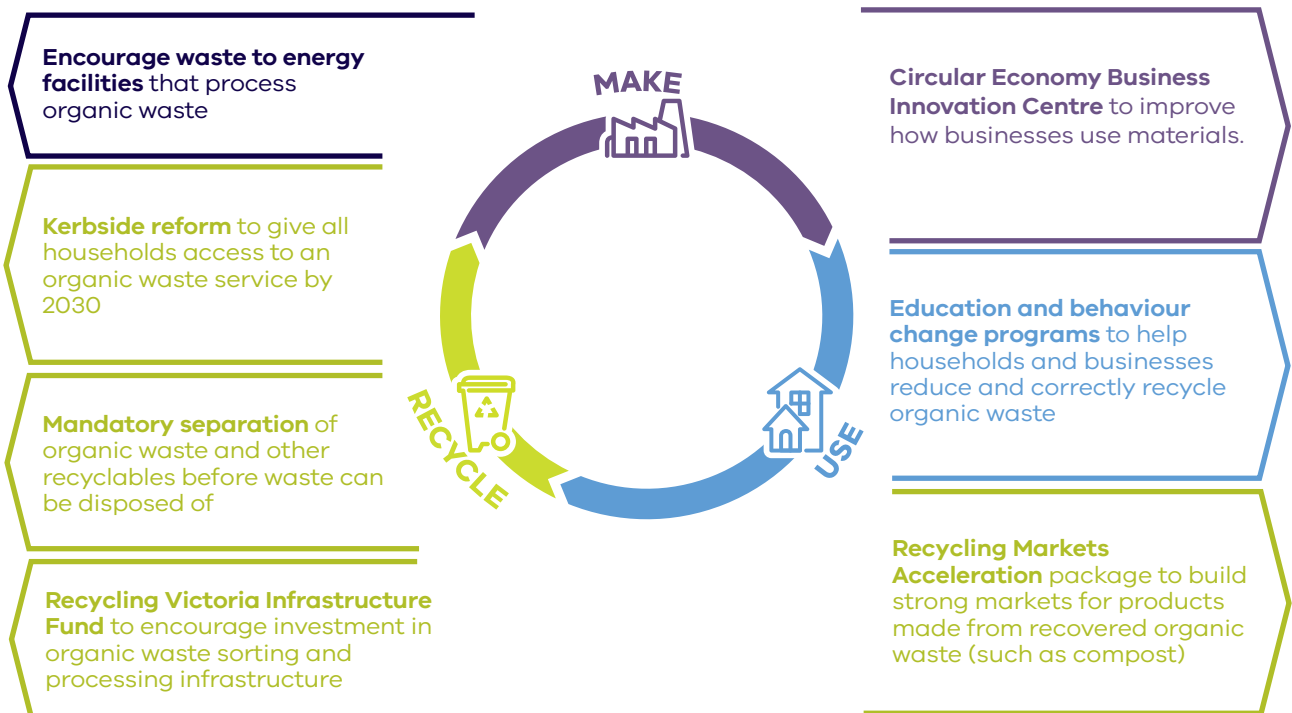 Encourage waste to energy
facilities that process
organic waste
Kerbside reform to give all
households access to an
organic waste service by
2030
Mandatory separation of
organic waste and other
recyclables before waste can
be disposed of
Recycling Victoria Infrastructure
Fund to encourage investment in
organic waste sorting and
processing infrastructure
MAKE
USE
RECYCLE
Circular Economy Business
Innovation Centre to improve
how businesses use materials.
Education and behaviour
change programs to help
households and businesses
reduce and correctly recycle
organic waste
Recycling Markets
Acceleration package to build
strong markets for products
made from recovered organic
waste (such as compost)